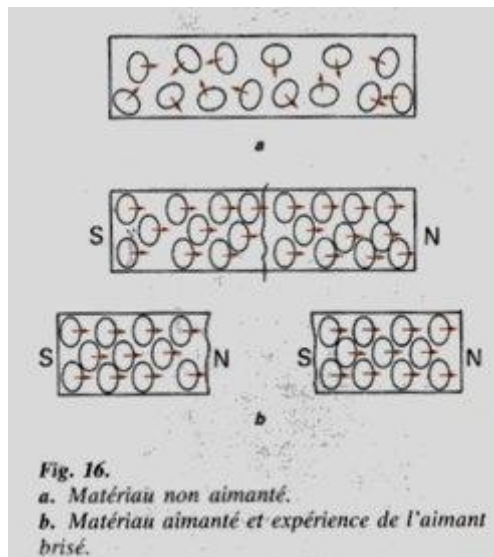 a
S N
S N S N
b
Fig. 16.
a. Matériau non aimanté.
b. Matériau aimanté et expérience de l'aimant
brisé.